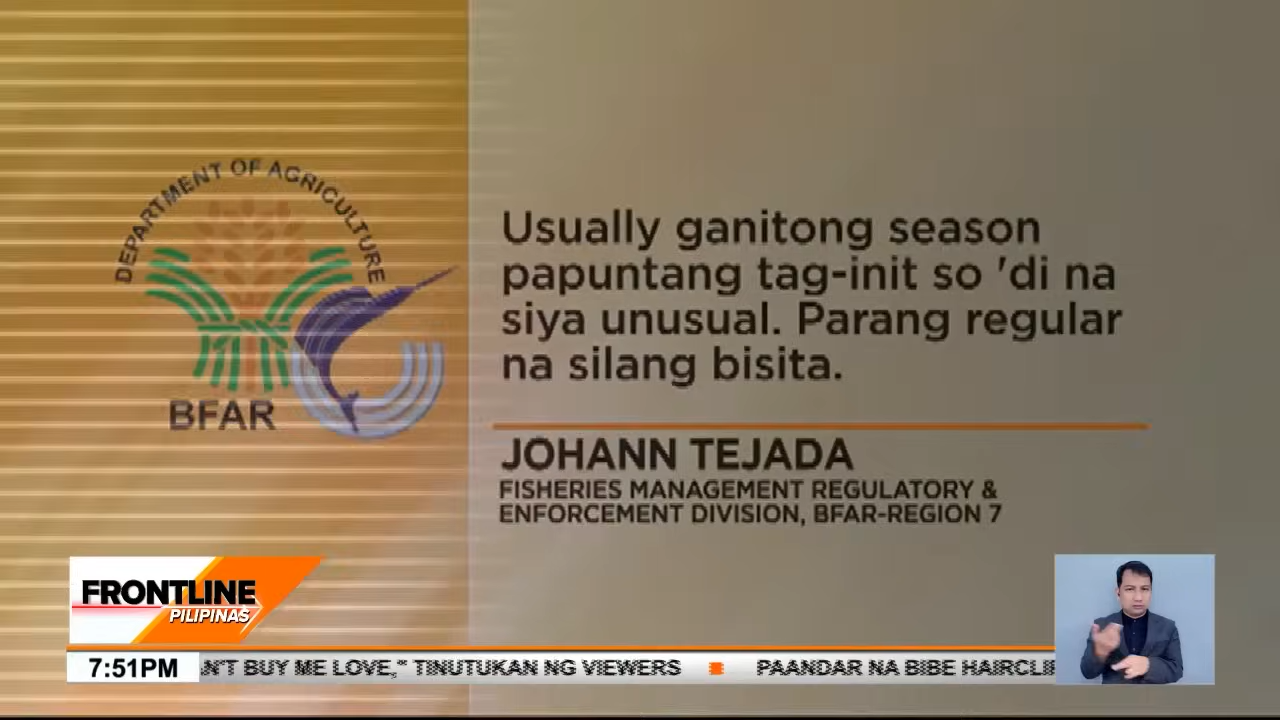 DEPARTMENT OF AGRICULTURE
BFAR
Usually ganitong season
papuntang tag-init so 'di na
siya unusual. Parang regular
na silang bisita.
JOHANN TEJADA
FISHERIES MANAGEMENT REGULATORY &
ENFORCEMENT DIVISION, BFAR-REGION 7
FRONTLINE
PILIPINAS
7:51PM
N'T BUY ME LOVE," TINUTUKAN NG VIEWERS
PAANDAR NA BIBE HAIRCLI